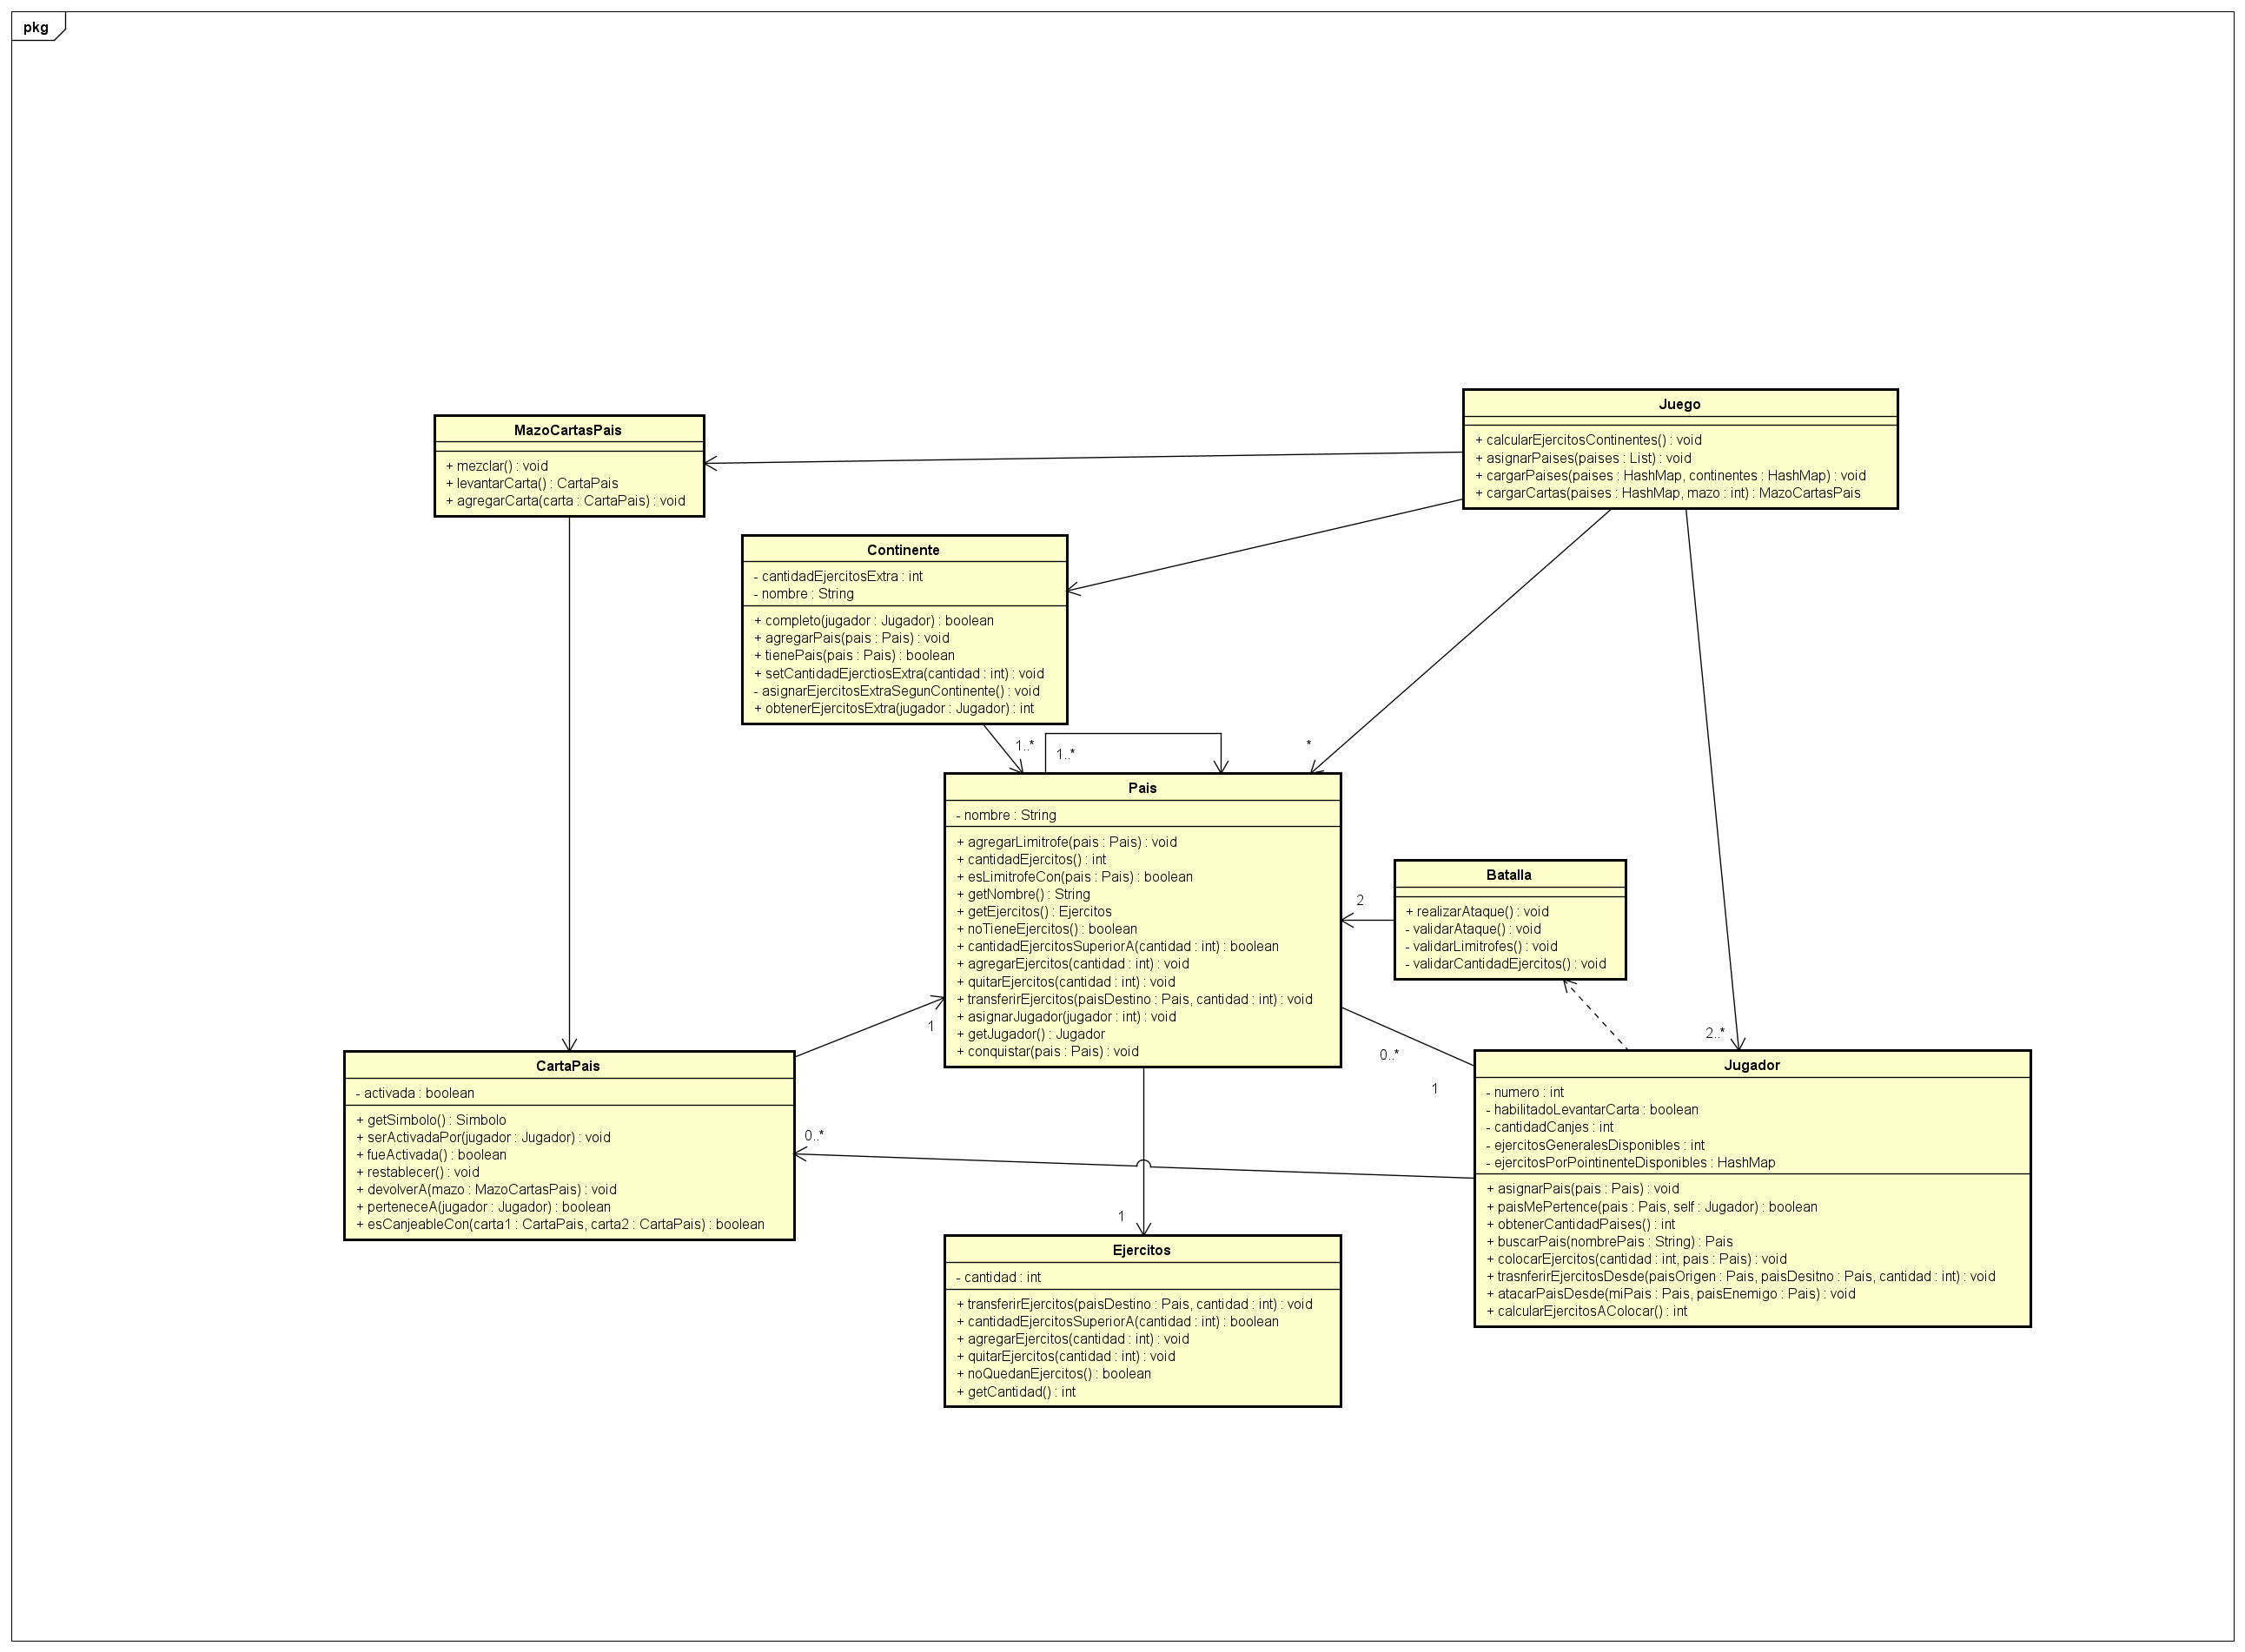 pkg
Juego
+ calcularEjercitosContinentes() : void
+ asignarPaises(paises : List) : void
+ cargarPaises(paises : HashMap, continentes : HashMap) : void
+ cargarCartas(paises : HashMap, mazo : int) : MazoCartasPais
MazoCartasPais
+ mezclar() : void
+ levantarCarta() : CartaPais
+ agregarCarta(carta : CartaPais) : void
Continente
- cantidadEjercitosExtra : int
- nombre : String
+ completo(jugador : Jugador) : boolean
+ agregarPais(pais : Pais) : void
+ tienePais(pais : Pais) : boolean
+ setCantidadEjerctiosExtra(cantidad : int) : void
- asignarEjercitosExtraSegunContinente() : void
+ obtenerEjercitosExtra(jugador : Jugador) : int
1..*
1..*
*
Pais
- nombre : String
+ agregarLimitrofe(pais : Pais) : void
+ cantidadEjercitos() : int
+ esLimitrofeCon(pais : Pais) : boolean
+ getNombre() : String
+ getEjercitos() : Ejercitos
+ noTieneEjercitos() : boolean
+ cantidadEjercitosSuperiorA(cantidad : int) : boolean
+ agregarEjercitos(cantidad : int) : void
+ quitarEjercitos(cantidad : int) : void
+ transferirEjercitos(paisDestino : Pais, cantidad : int) : void
+ asignarJugador(jugador : int) : void
+ getJugador() : Jugador
+ conquistar(pais : Pais) : void
2
Batalla
+ realizarAtaque() : void
- validarAtaque() : void
- validarLimitrofes() : void
- validarCantidadEjercitos() : void
1
0..*
1
2..*
CartaPais
- activada : boolean
+ getSimbolo() : Simbolo
+ serActivadaPor(jugador : Jugador) : void
+ fueActivada() : boolean
+ restablecer() : void
+ devolverA(mazo : MazoCartasPais) : void
+ perteneceA(jugador : Jugador) : boolean
+ esCanjeableCon(carta1 : CartaPais, carta2 : CartaPais) : boolean
0..*
Jugador
- numero : int
- habilitadoLevantarCarta : boolean
- cantidadCanjes : int
- ejercitosGeneralesDisponibles : int
- ejercitosPorPointinenteDisponibles : HashMap
+ asignarPais(pais : Pais) : void
+ paisMePertence(pais : Pais, self : Jugador) : boolean
+ obtenerCantidadPaises() : int
+ buscarPais(nombrePais : String) : Pais
+ colocarEjercitos(cantidad : int, pais : Pais) : void
+ trasnferirEjercitosDesde(paisOrigen : Pais, paisDesitno : Pais, cantidad : int) : void
+ atacarPaisDesde(miPais : Pais, paisEnemigo : Pais) : void
+ calcularEjercitosAColocar() : int
1
Ejercitos
- cantidad : int
+ transferirEjercitos(paisDestino : Pais, cantidad : int) : void
+ cantidadEjercitosSuperiorA(cantidad : int) : boolean
+ agregarEjercitos(cantidad : int) : void
+ quitarEjercitos(cantidad : int) : void
+ noQuedanEjercitos() : boolean
+ getCantidad() : int